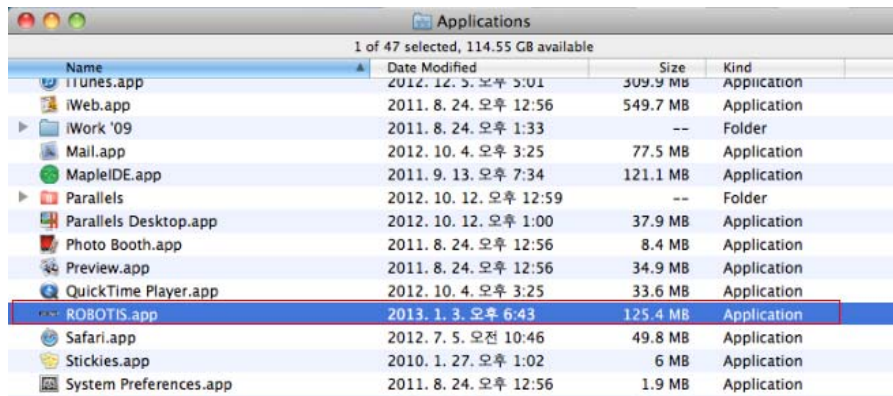 Applications
1 of 47 selected, 114.55 GB available
Name Date Modified Size Kind
iTunes.app 2012. 12. 5. 오후 5:01 309.9 MB Application
iWeb.app 2011. 8. 24. 오후 12:56 549.7 MB Application
iWork '09 2011. 8. 24. 오후 1:33 -- Folder
Mail.app 2012. 10. 4. 오후 3:25 77.5 MB Application
MapleIDE.app 2011. 9. 13. 오후 7:34 121.1 MB Application
Parallels 2012. 10. 12. 오후 12:59 -- Folder
Parallels Desktop.app 2012. 10. 12. 오후 1:00 37.9 MB Application
Photo Booth.app 2011. 8. 24. 오후 12:56 8.4 MB Application
Preview.app 2011. 8. 24. 오후 12:56 34.9 MB Application
QuickTime Player.app 2012. 10. 4. 오후 3:25 33.6 MB Application
ROBOTIS.app 2013. 1. 3. 오후 6:43 125.4 MB Application
Safari.app 2012. 7. 5. 오전 10:46 49.8 MB Application
Stickies.app 2010. 1. 27. 오후 1:02 6 MB Application
System Preferences.app 2011. 8. 24. 오후 12:56 1.9 MB Application